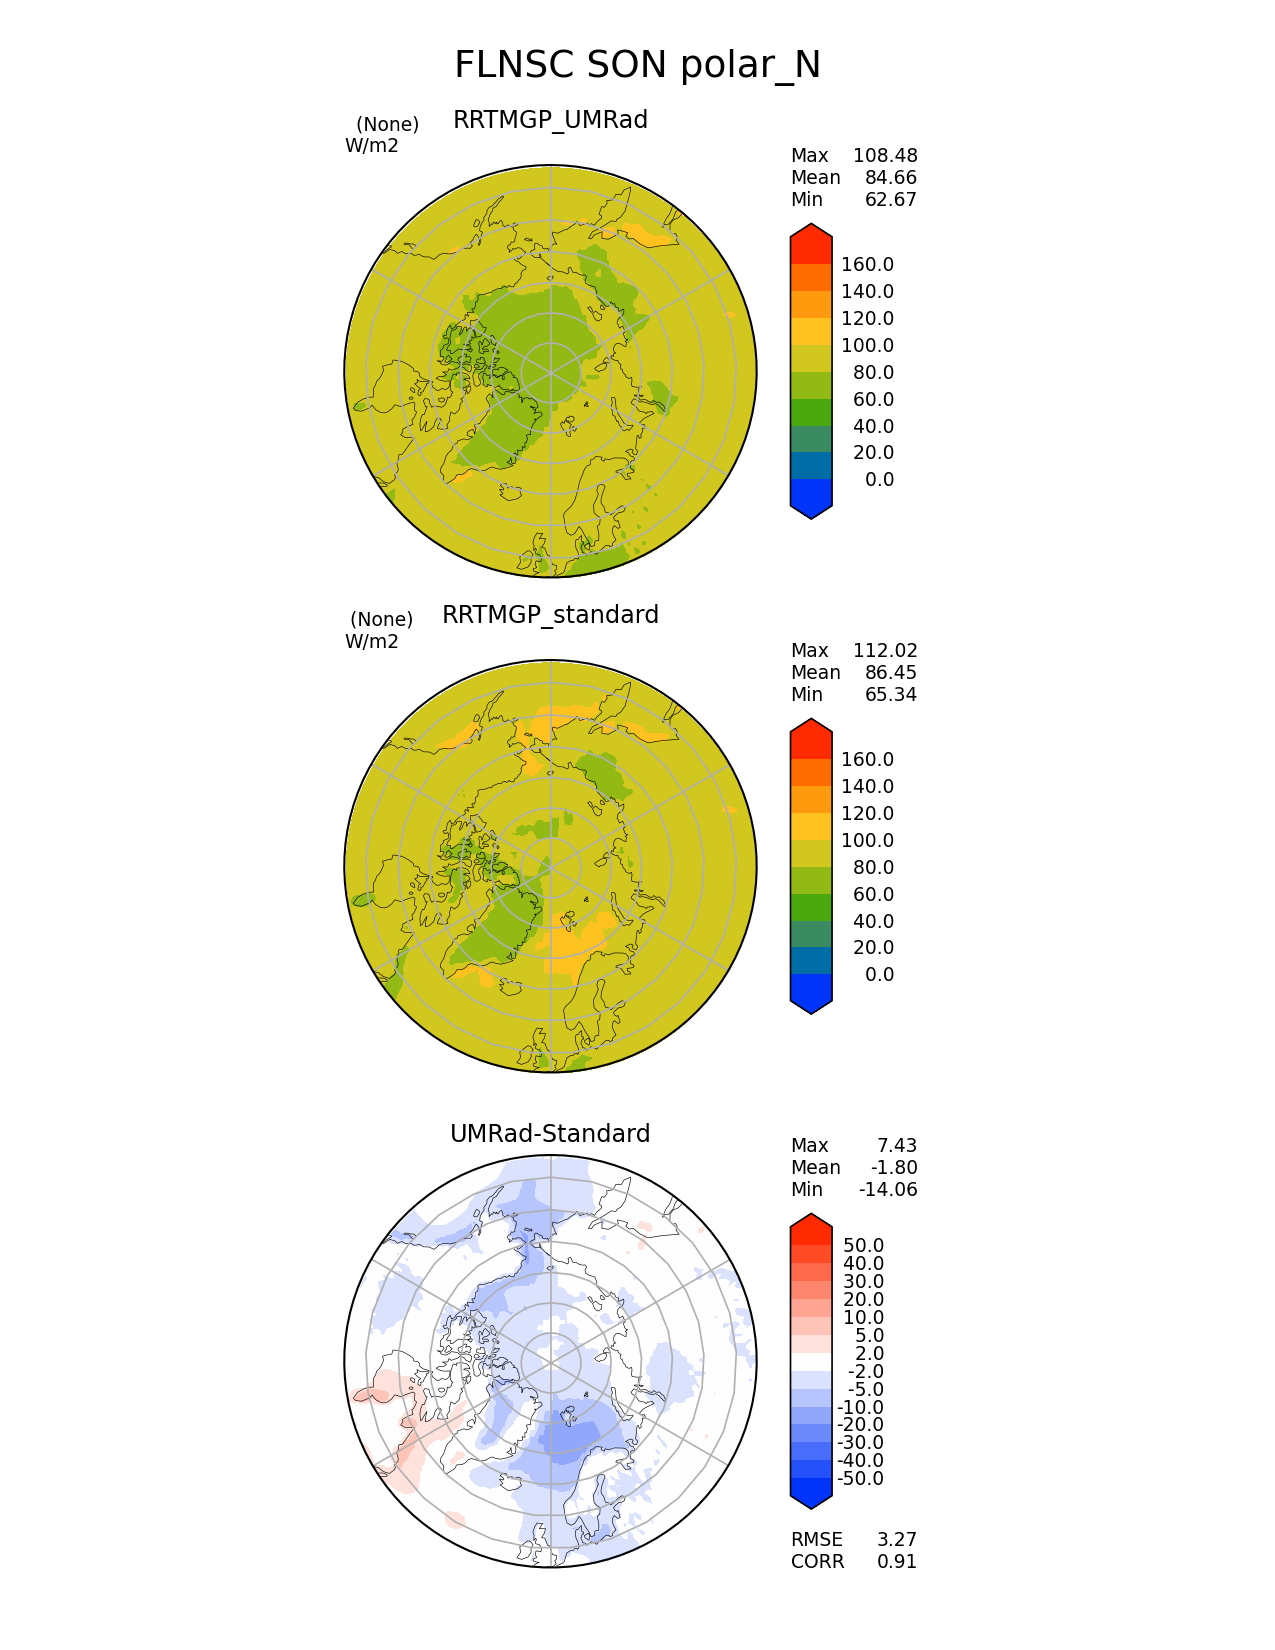 FLNSC SON polar_N
(None)
RRTMGP_UMRad
W/m2
Max 108.48
Mean 84.66
Min 62.67
160.0
140.0
120.0
100.0
80.0
60.0
40.0
20.0
0.0
(None)
RRTMGP_standard
W/m2
Max 112.02
Mean 86.45
Min 65.34
160.0
140.0
120.0
100.0
80.0
60.0
40.0
20.0
0.0
UMRad-Standard
Max 7.43
Mean -1.80
Min -14.06
50.0
40.0
30.0
20.0
10.0
5.0
2.0
-2.0
-5.0
-10.0
-20.0
-30.0
-40.0
-50.0
RMSE 3.27
CORR 0.91